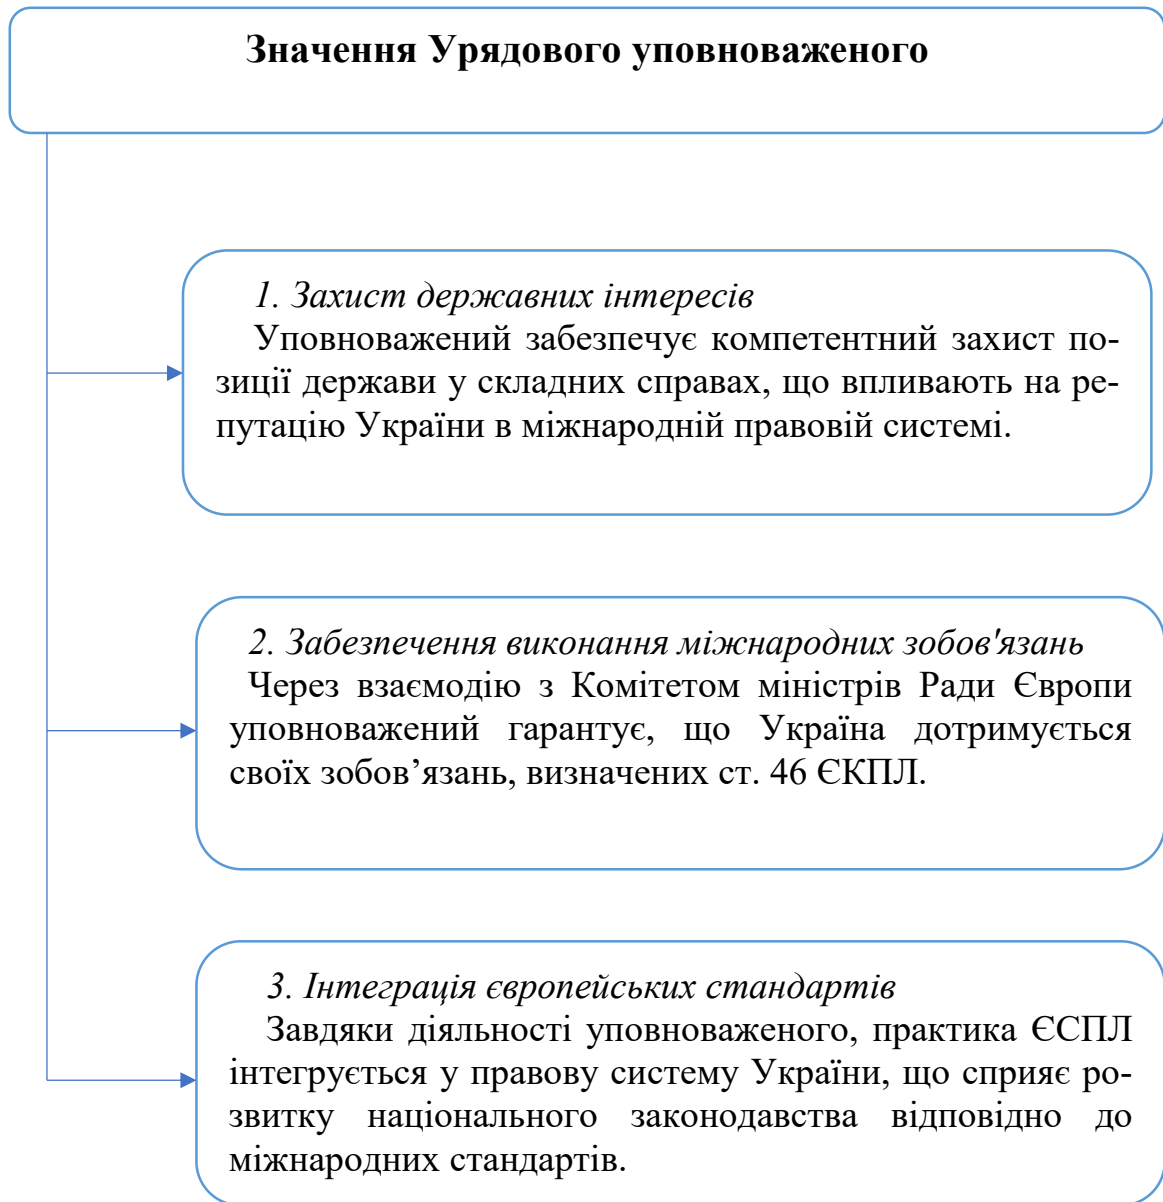 Значення Урядового уповноваженого
1. Захист державних інтересів
Уповноважений забезпечує компетентний захист по-
зиції держави у складних справах, що впливають на ре-
путацію України в міжнародній правовій системі.
2. Забезпечення виконання міжнародних зобов'язань
Через взаємодію з Комітетом міністрів Ради Європи
уповноважений гарантує, що Україна дотримується
своїх зобов’язань, визначених ст. 46 ЄКПЛ.
3. Інтеграція європейських стандартів
Завдяки діяльності уповноваженого, практика ЄСПЛ
інтегрується у правову систему України, що сприяє ро-
звитку національного законодавства відповідно до
міжнародних стандартів.